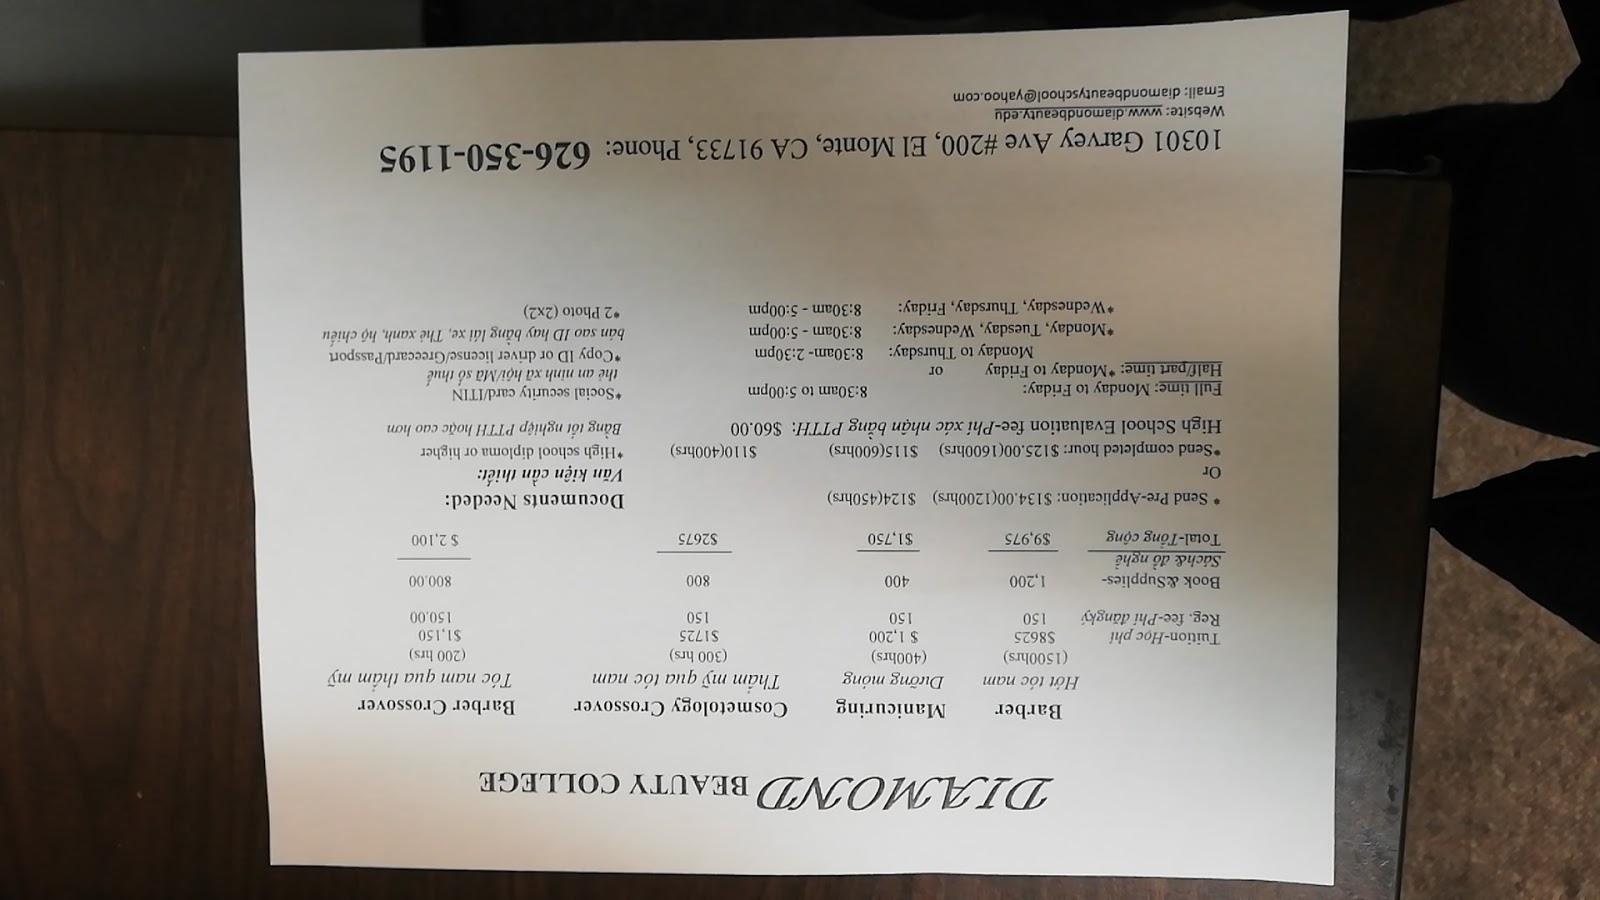 DIAMOND BEAUTY COLLEGE
Barber Manicuring Cosmetology Crossover Barber Crossover
Hớt tóc nam Dưỡng móng Thẩm mỹ qua tóc nam Tóc nam qua thẩm mỹ
(1500hrs) (400hrs) (300 hrs) (200 hrs)
Tuition-Học phí $8625 $ 1,200 $1725 $1,150
Reg. fee-Phí đăngký 150 150 150 150.00
Book &Supplies- 1,200 400 800 800.00
Sách& đồ nghề
Total-Tổng cộng $9,975 $1,750 $2675 $ 2,100
* Send Pre-Application: $134.00(1200hrs) $124(450hrs)
Or
*Send completed hour: $125.00(1600hrs) $115(600hrs) $110(400hrs)
High School Evaluation fee-Phí xác nhận bằng PTTH: $60.00
Full time: Monday to Friday: 8:30am to 5:00pm
Half/part time: *Monday to Friday or
Monday to Thursday: 8:30am- 2:30pm
*Monday, Tuesday, Wednesday: 8:30am - 5:00pm
*Wednesday, Thursday, Friday: 8:30am - 5:00pm
Documents Needed:
Văn kiện cần thiết:
*High school diploma or higher
Bằng tốt nghiệp PTTH hoặc cao hơn
*Social security card/ITIN
thẻ an ninh xã hội/Mã số thuế
*Copy ID or driver license/Greecard/Passport
bản sao ID hay bằng lái xe, Thẻ xanh, hộ chiếu
*2 Photo (2x2)
10301 Garvey Ave #200, El Monte, CA 91733, Phone: 626-350-1195
Website: www.diamondbeauty.edu
Email: diamondbeautyschool@yahoo.com